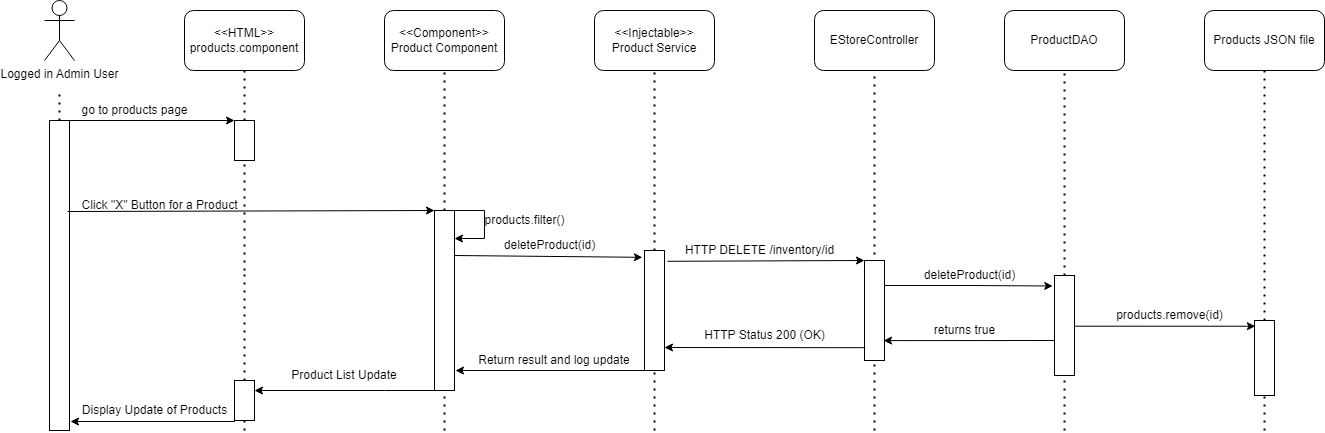 Logged in Admin User
<<HTML>>
products.component
<<Component>>
Product Component
<<Injectable>>
Product Service
EStoreController
ProductDAO
Products JSON file
go to products page
Click "X" Button for a Product
products.filter()
deleteProduct(id)
HTTP DELETE /inventory/id
deleteProduct(id)
products.remove(id)
returns true
HTTP Status 200 (OK)
Return result and log update
Product List Update
Display Update of Products